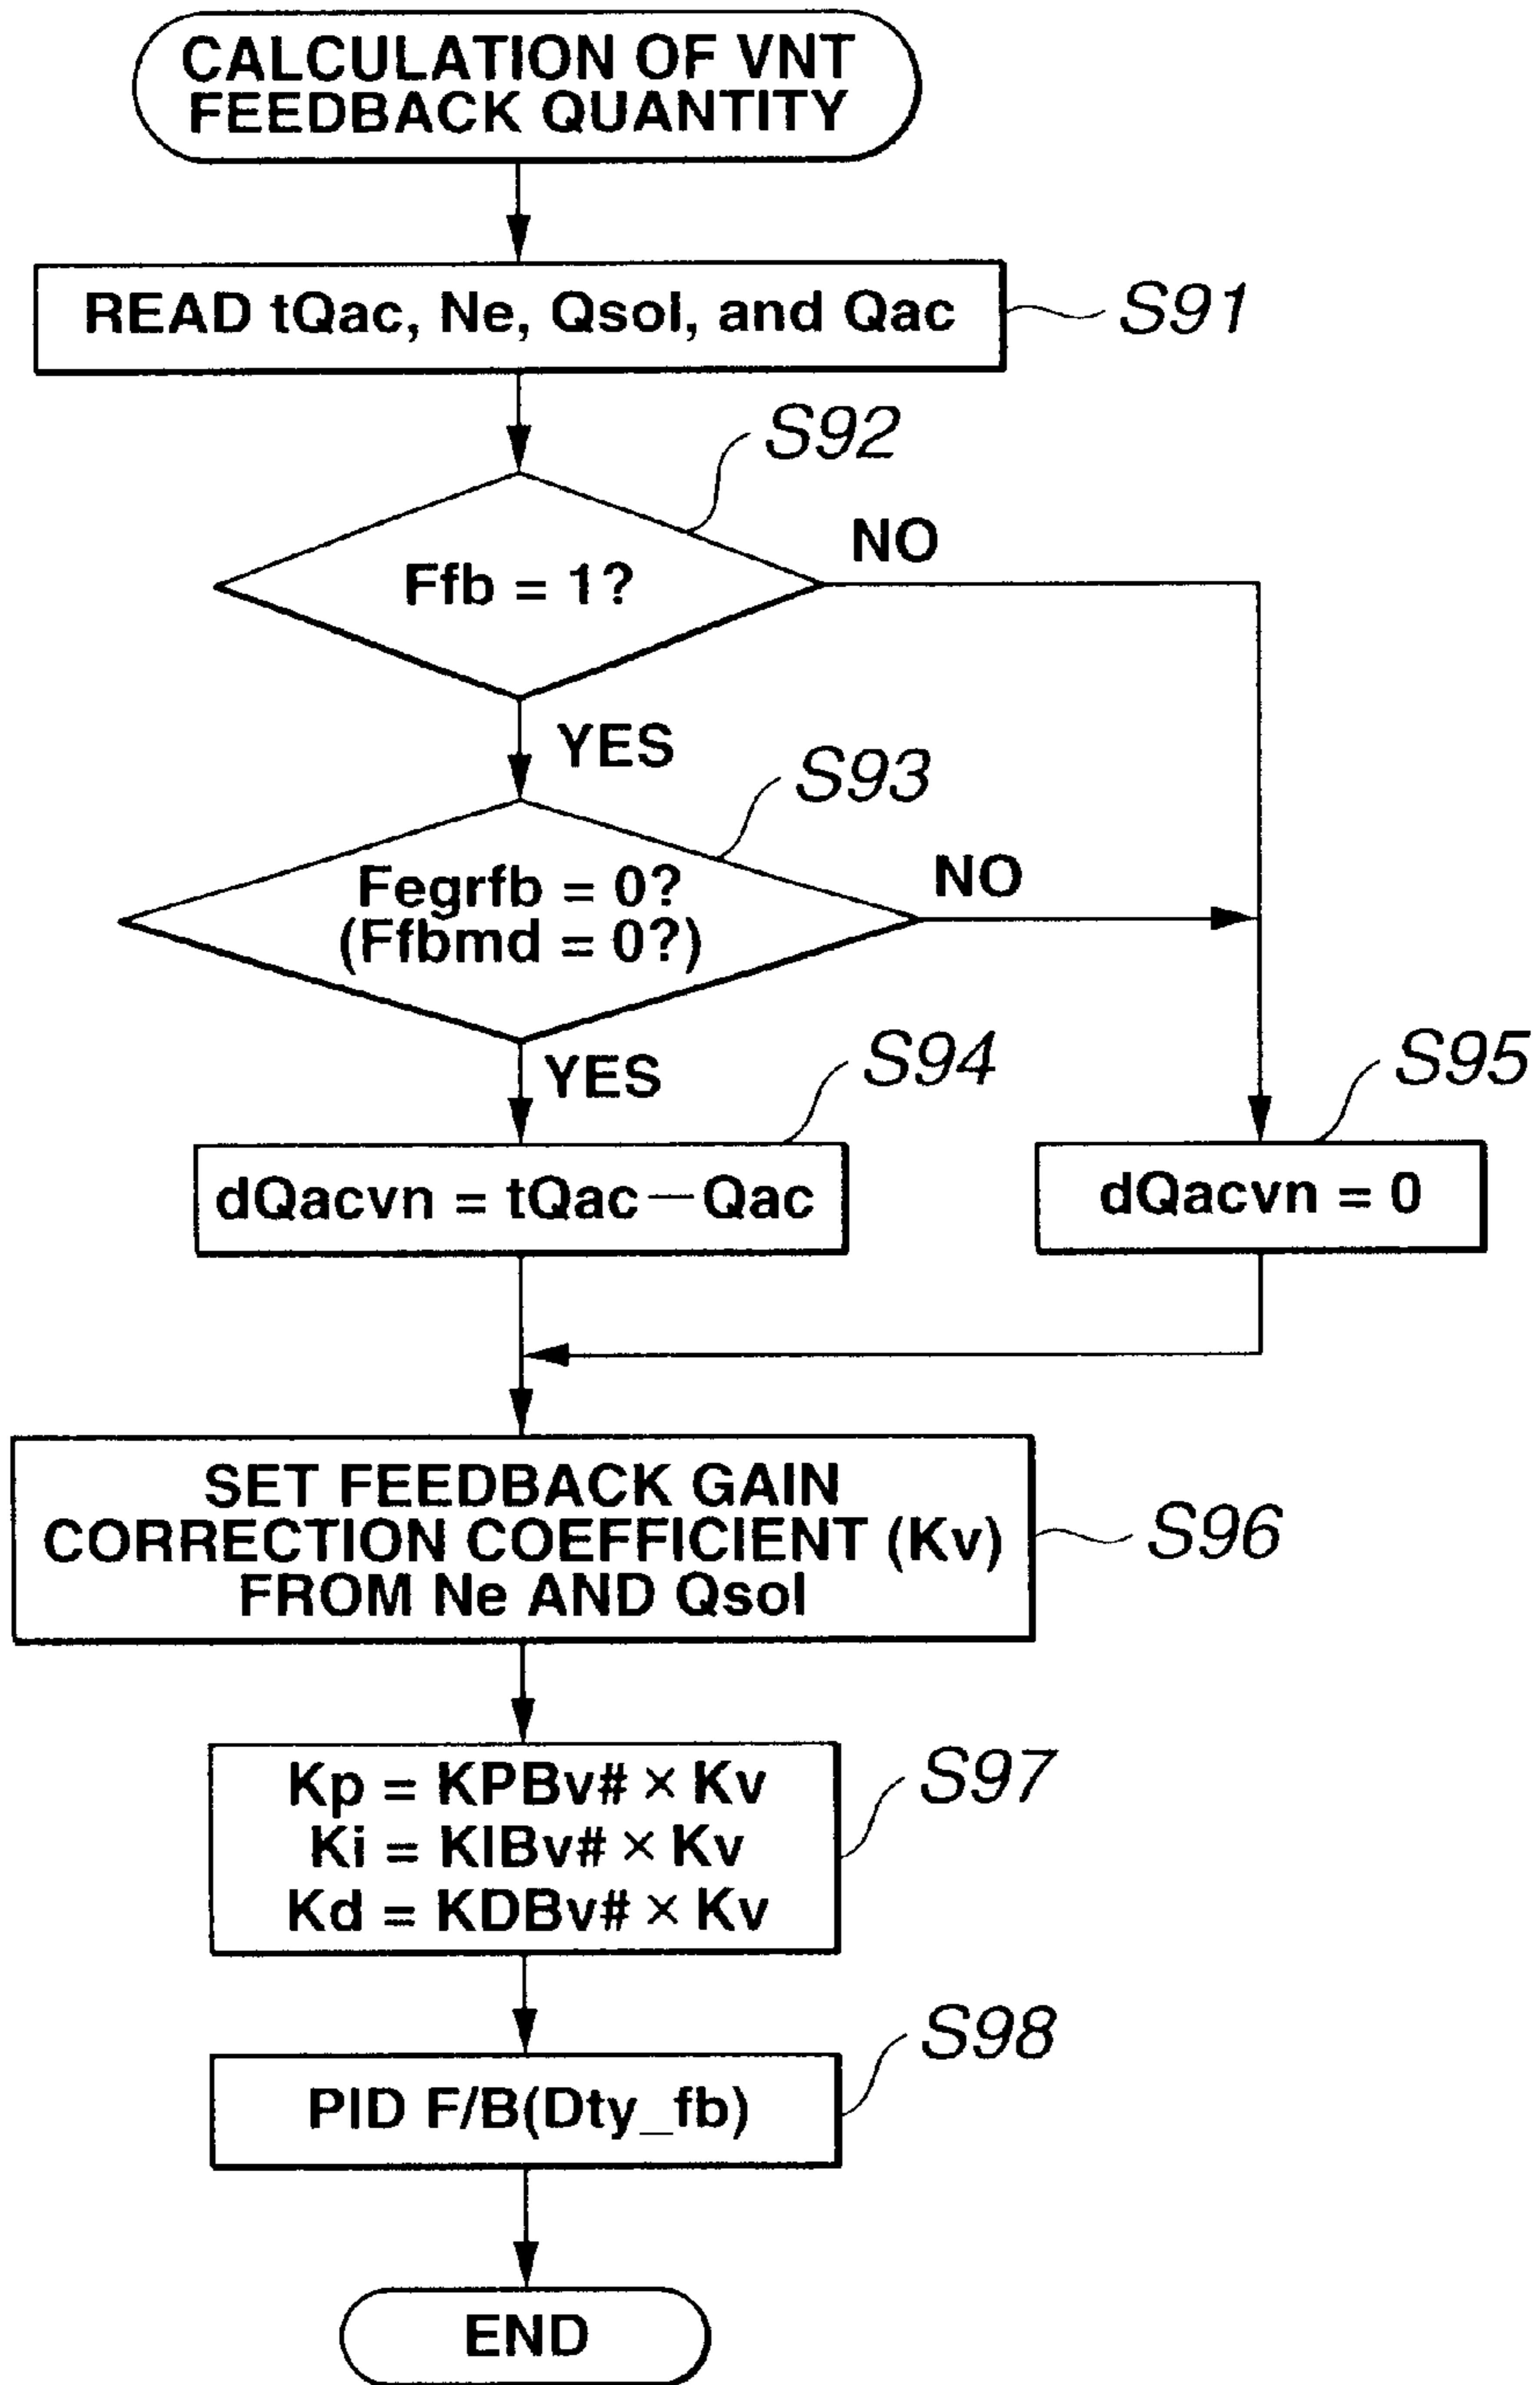 CALCULATION OF VNT
FEEDBACK QUANTITY
READ tQac, Ne, Qsol, and Qac
S91
S92
Ffb = 1?
NO
YES
S93
Fegrfb = 0?
(Ffbmd = 0?)
NO
YES
S94
S95
dQacvn = tQac − Qac
dQacvn = 0
SET FEEDBACK GAIN
CORRECTION COEFFICIENT (Kv)
FROM Ne AND Qsol
S96
Kp = KPBv# × Kv
Ki = KIBv# × Kv
Kd = KDBv# × Kv
S97
S98
PID F/B(Dty_fb)
END